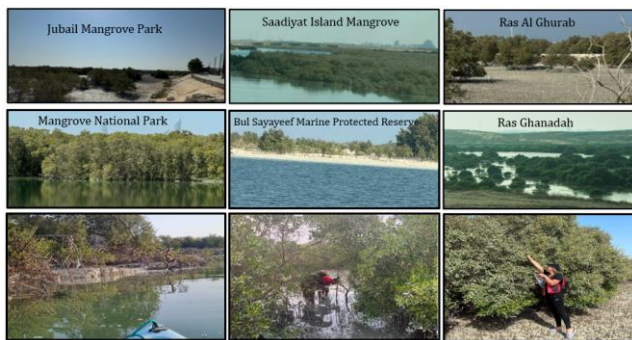 Jubail Mangrove Park
Saadiyat Island Mangrove
Ras Al Ghurab
Mangrove National Park
Bul Sayayeef Marine Protected Reserve
Ras Ghanadah